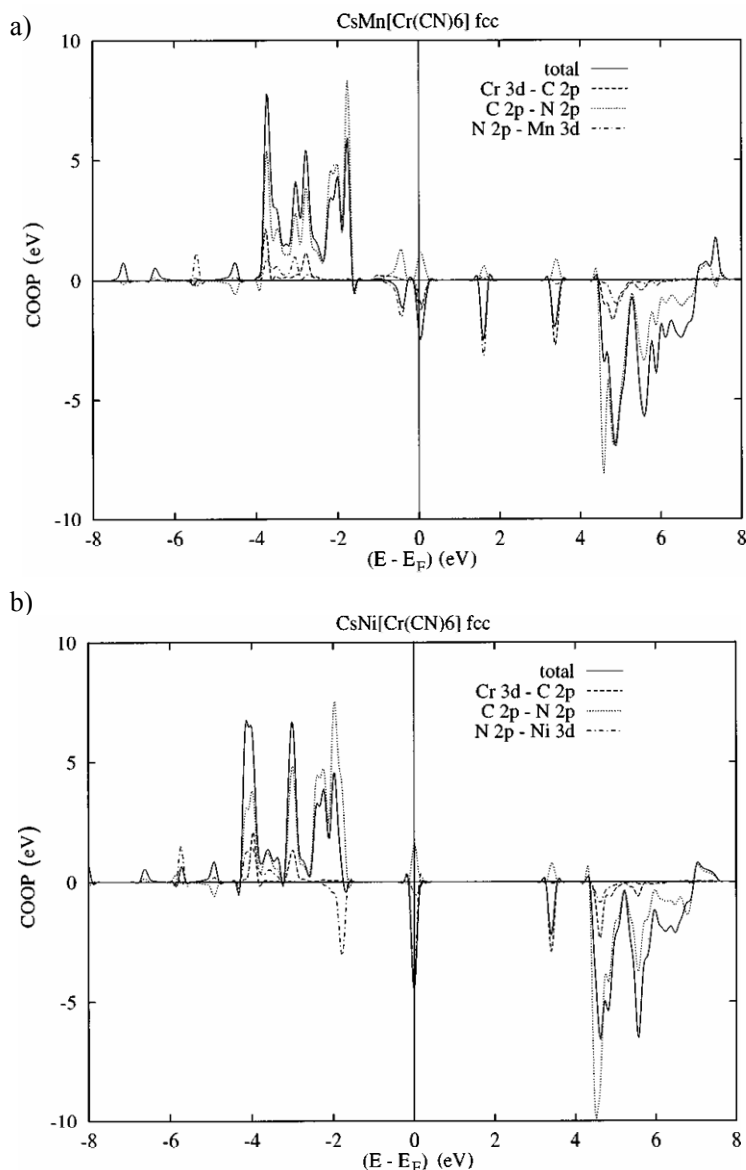 a)
CsMn[Cr(CN)6] fcc
10
5
0
-5
-10
COOP (eV)
total
Cr 3d - C 2p
C 2p - N 2p
N 2p - Mn 3d
-8 -6 -4 -2 0 2 4 6 8
(E - E_F) (eV)
b)
CsNi[Cr(CN)6] fcc
10
5
0
-5
-10
COOP (eV)
total
Cr 3d - C 2p
C 2p - N 2p
N 2p - Ni 3d
-8 -6 -4 -2 0 2 4 6 8
(E - E_F) (eV)